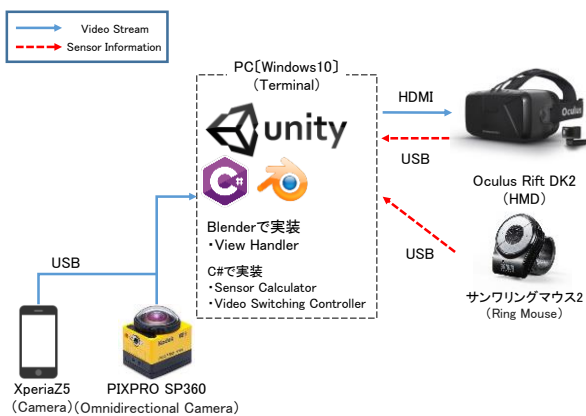 Video Stream
Sensor Information
PC〔Windows10〕
(Terminal)
unity
C#
Blenderで実装
・View Handler
C#で実装
・Sensor Calculator
・Video Switching Controller
HDMI
USB
Oculus
Oculus Rift DK2
(HMD)
USB
サンワリングマウス2
(Ring Mouse)
USB
Kodak
XperiaZ5
(Camera)
PIXPRO SP360
(Omnidirectional Camera)